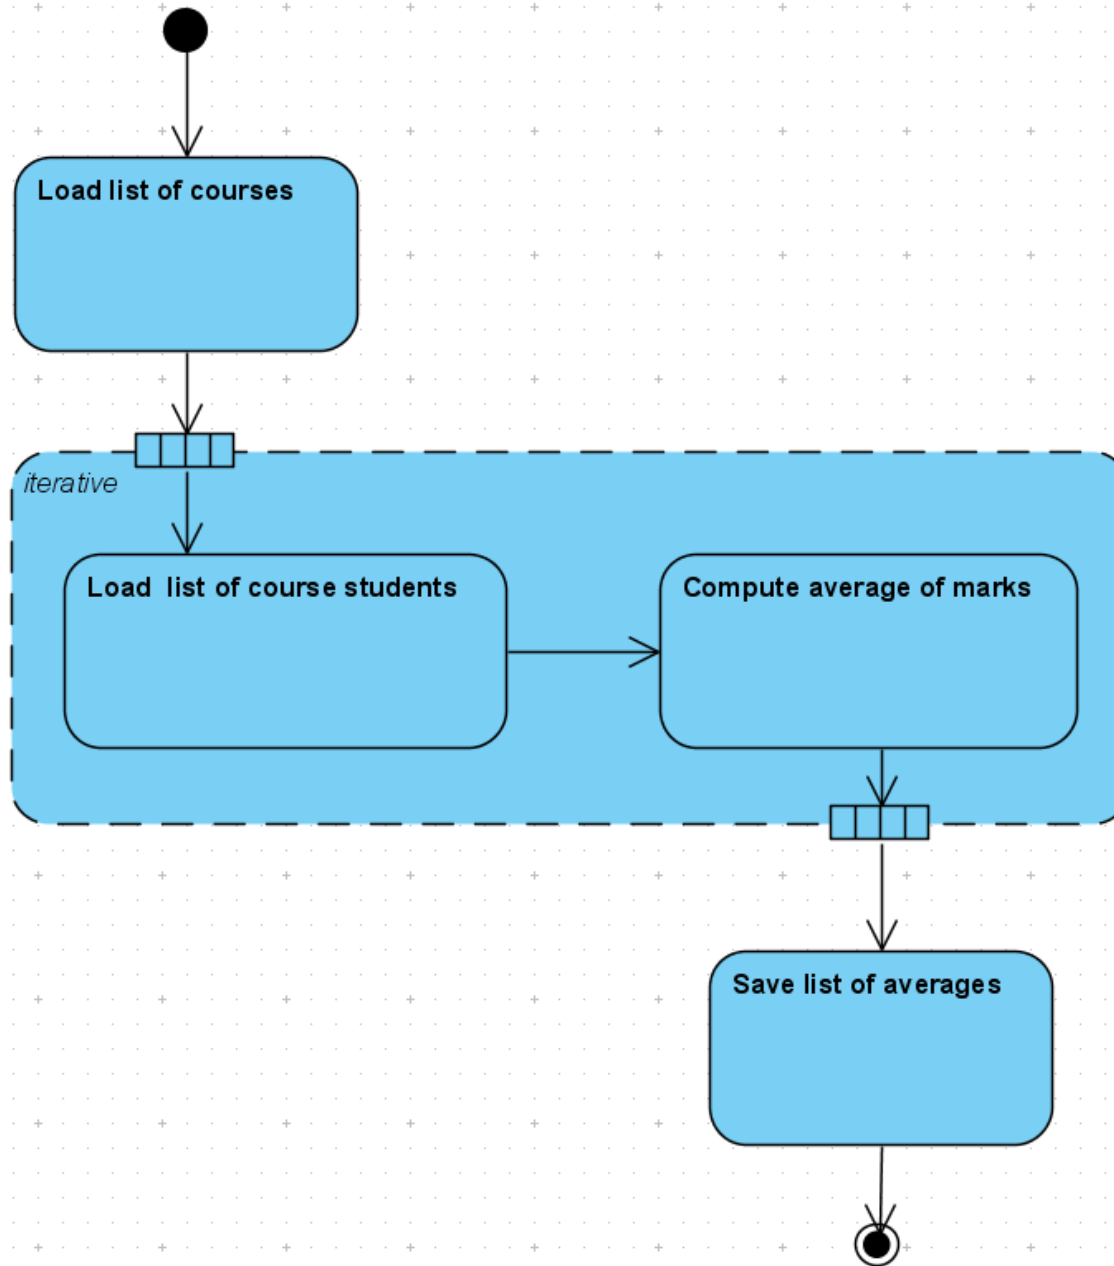 Load list of courses
iterative
Load  list of course students
Compute average of marks
Save list of averages